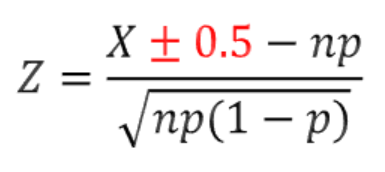 Z = (X ± 0.5 − np) / √(np(1 − p))